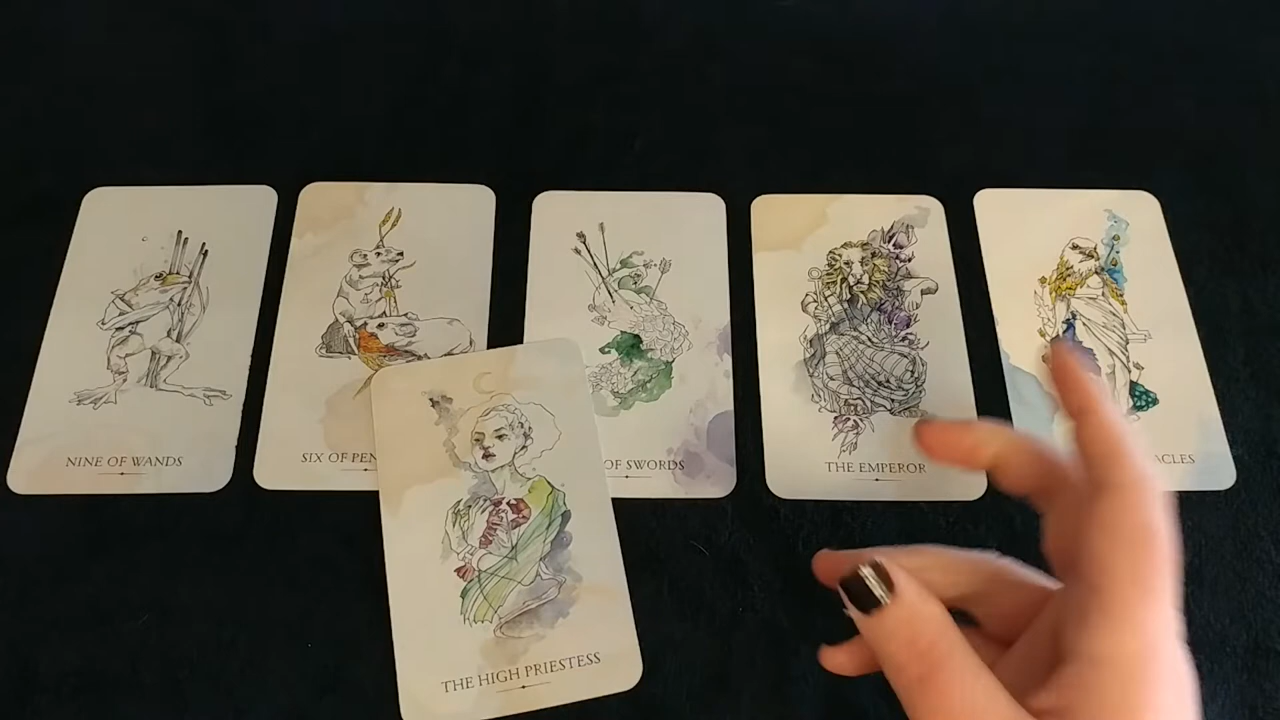 NINE OF WANDS
SIX OF PEN
OF SWORDS
THE EMPEROR
ACLES
THE HIGH PRIESTESS